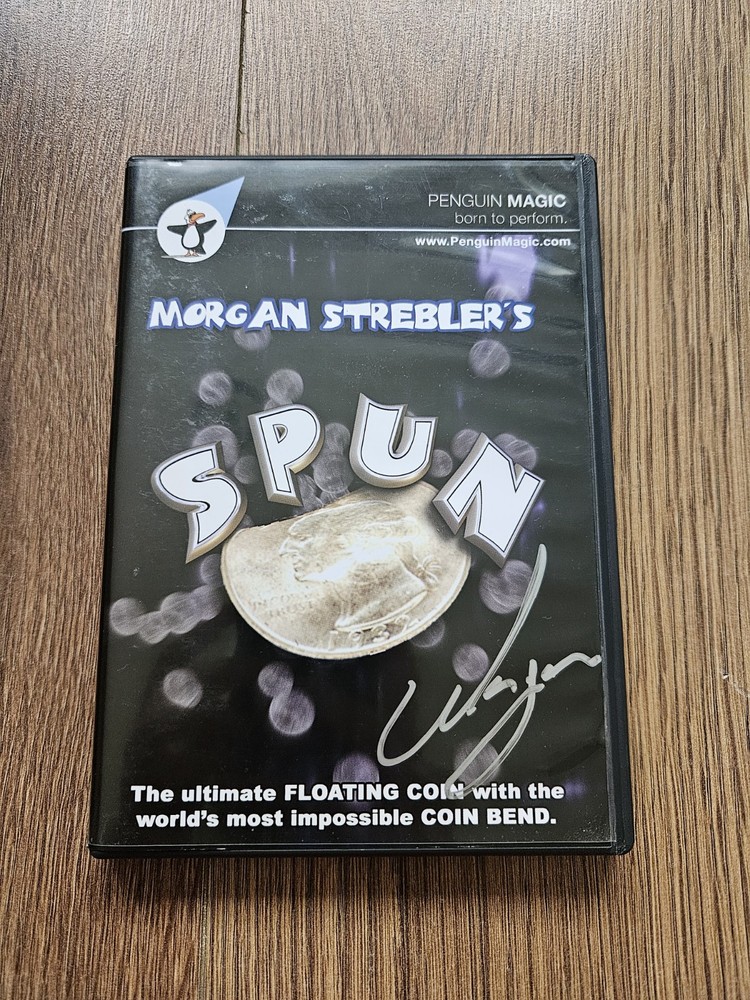 PENGUIN MAGIC
born to perform.
www.PenguinMagic.com
MORGAN STREBLER'S
SPUN
The ultimate FLOATING COIN with the
world's most impossible COIN BEND.
Morgan